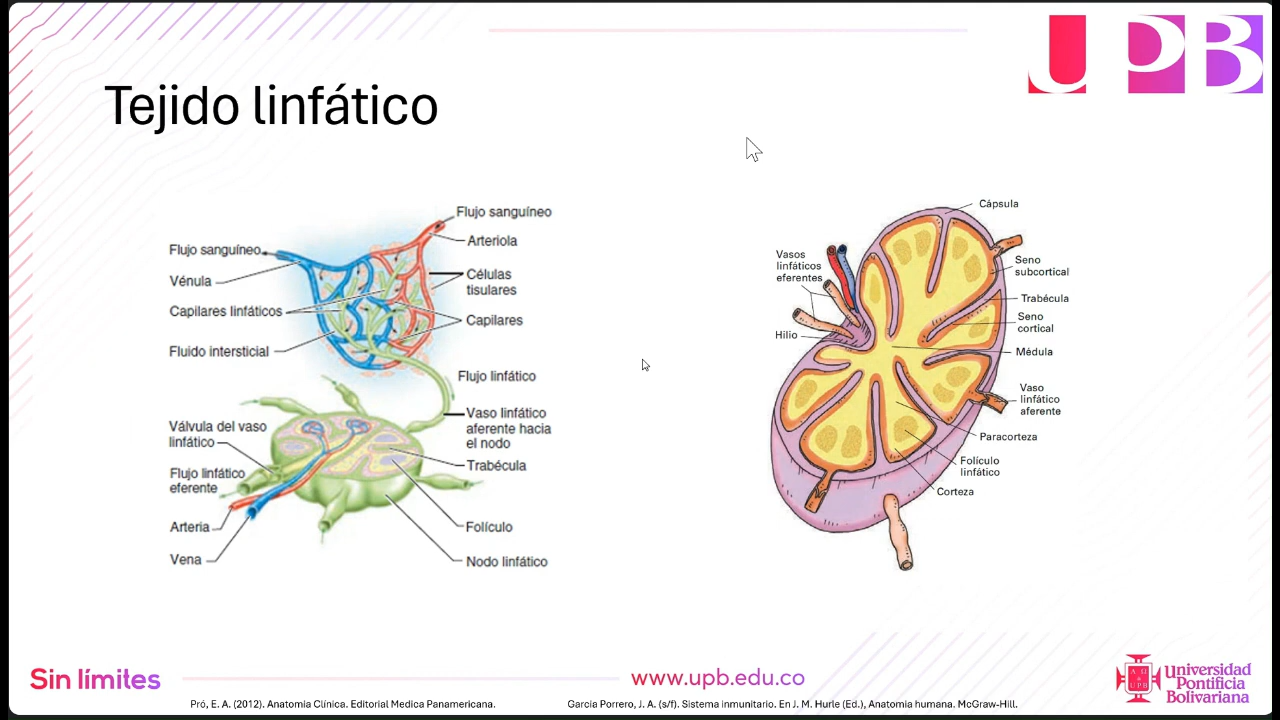 UPB
Tejido linfático
Flujo sanguíneo
Arteriola
Flujo sanguíneo
Vénula
Células
tisulares
Capilares linfáticos
Capilares
Fluido intersticial
Flujo linfático
Vaso linfático
aferente hacia
el nodo
Válvula del vaso
linfático
Trabécula
Flujo linfático
eferente
Arteria
Folículo
Vena
Nodo linfático
Cápsula
Vasos
linfáticos
eferentes
Seno
subcortical
Trabécula
Seno
cortical
Hilio
Médula
Vaso
linfático
aferente
Paracorteza
Folículo
linfático
Corteza
Sin límites
www.upb.edu.co
Universidad
Pontificia
Bolivariana
Pró, E. A. (2012). Anatomia Clínica. Editorial Medica Panamericana.
Garcia Porrero, J. A. (s/f). Sistema inmunitario. En J. M. Hurle (Ed.), Anatomia humana. McGraw-Hill.